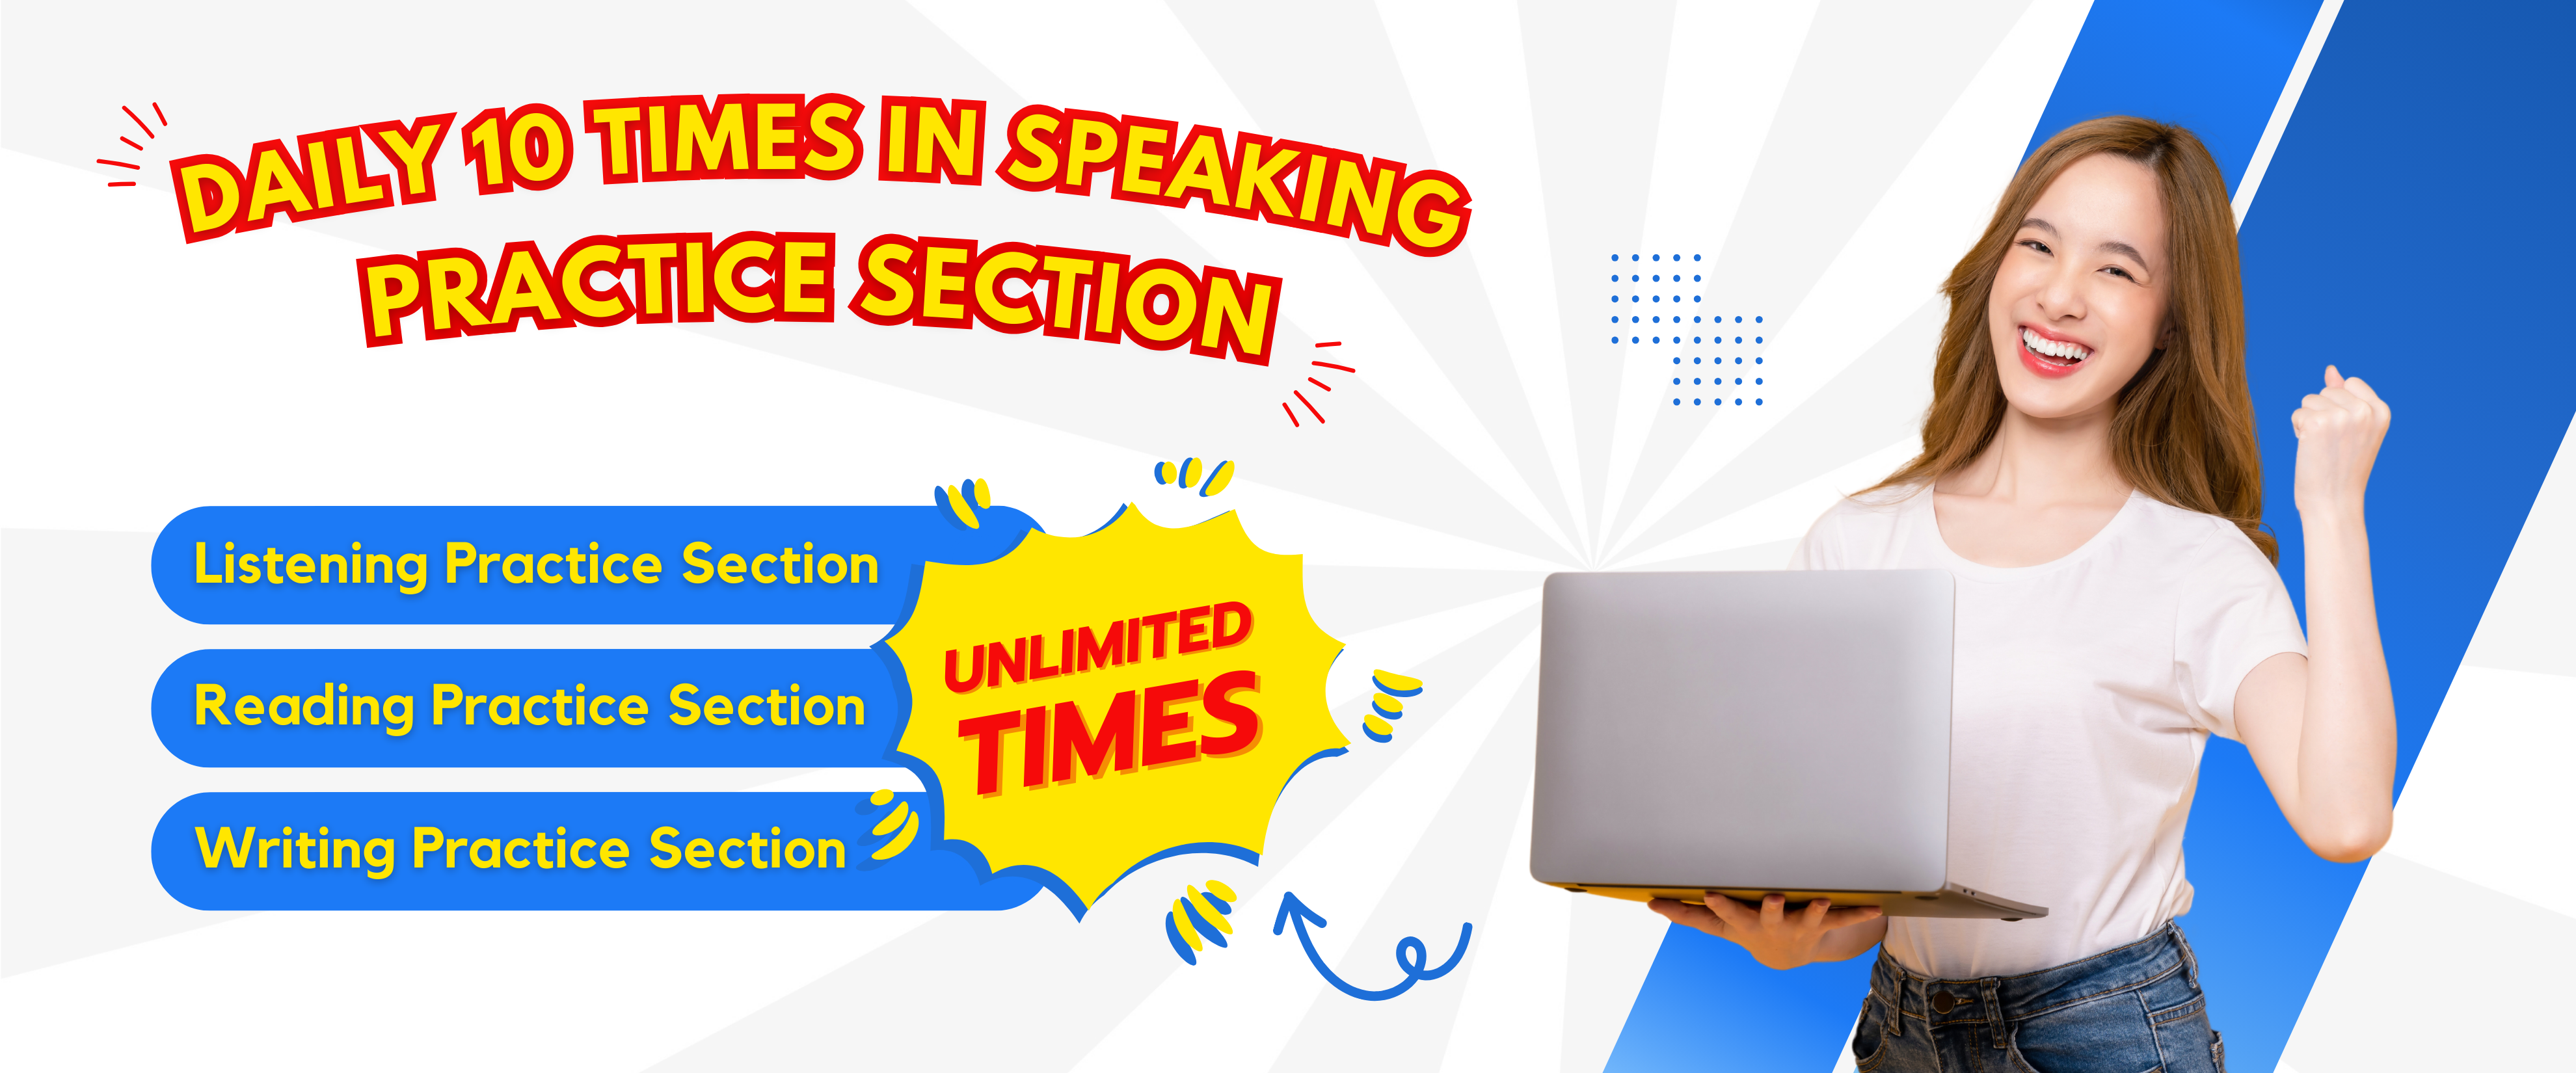 DAILY 10 TIMES IN SPEAKING
PRACTICE SECTION
Listening Practice Section
Reading Practice Section
Writing Practice Section
UNLIMITED
TIMES